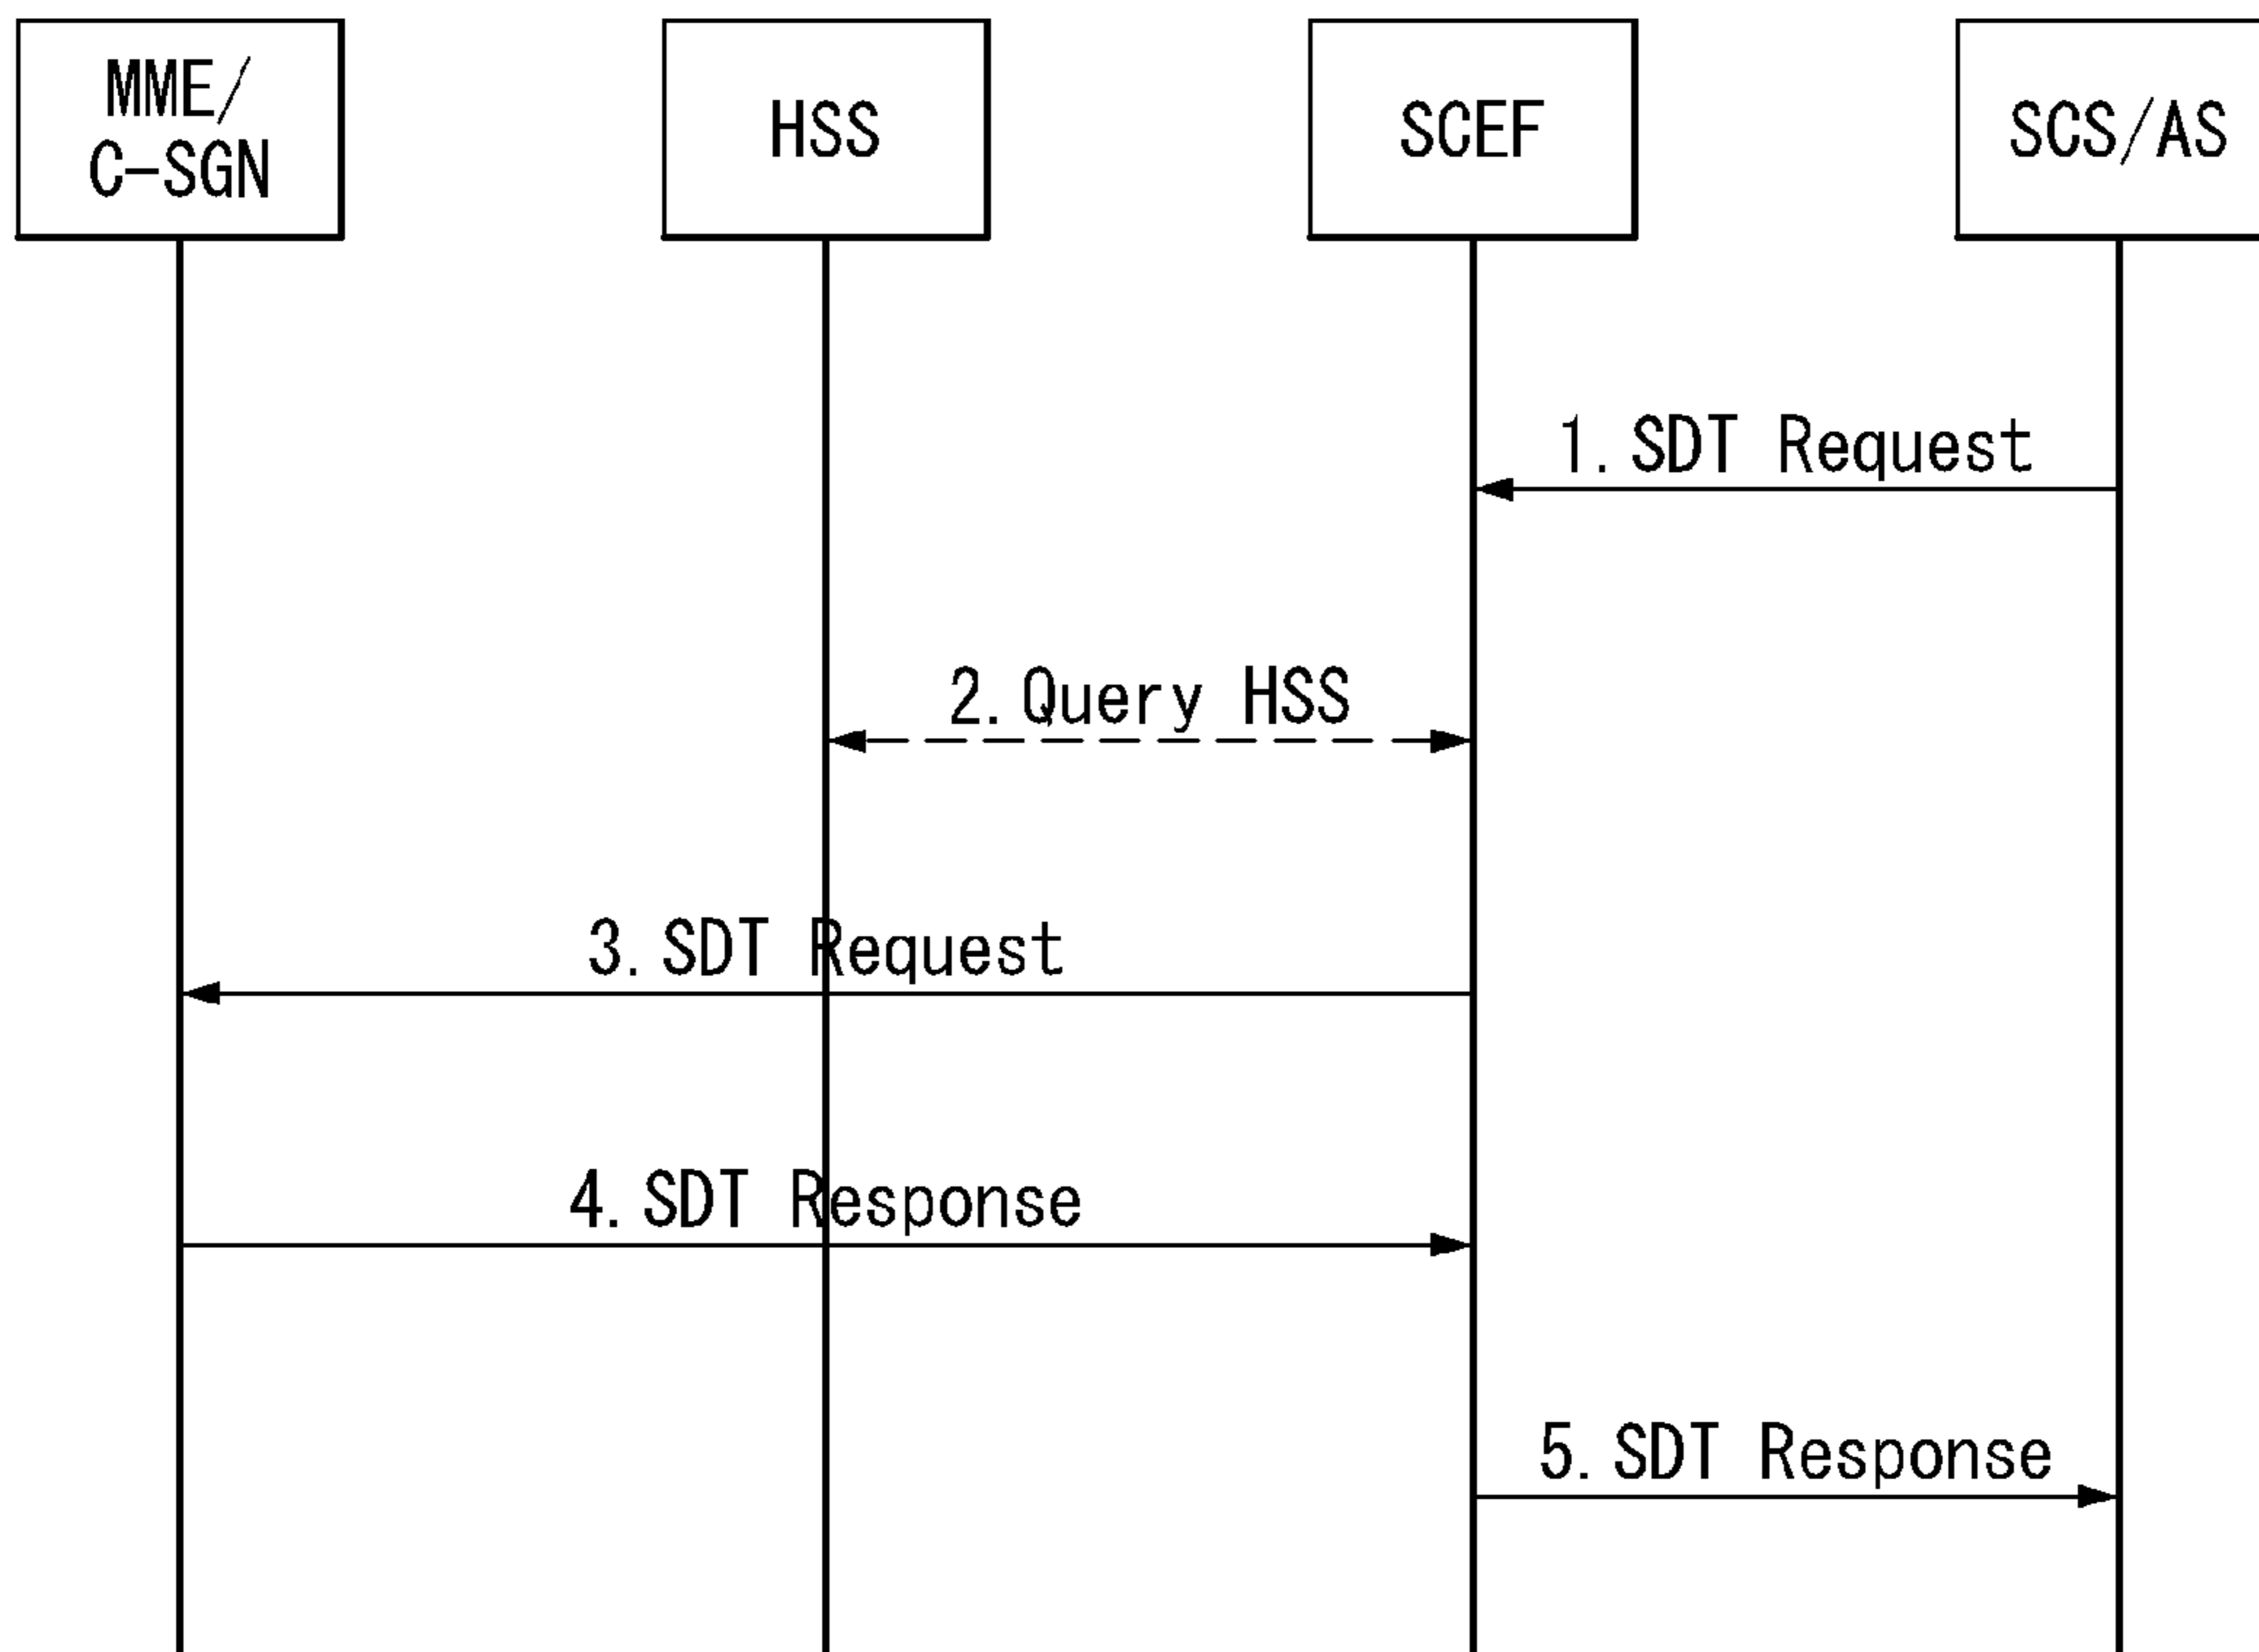 MME/
C-SGN
HSS
SCEF
SCS/AS
1. SDT Request
2. Query HSS
3. SDT Request
4. SDT Response
5. SDT Response